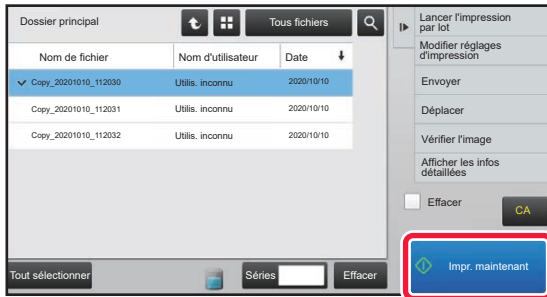 Dossier principal
Tous fichiers
Nom de fichier
Nom d'utilisateur
Date
Copy_20201010_112030
Utilis. inconnu
2020/10/10
Copy_20201010_112031
Utilis. inconnu
2020/10/10
Copy_20201010_112032
Utilis. inconnu
2020/10/10
Tout sélectionner
Séries
Effacer
Lancer l'impression
par lot
Modifier réglages
d'impression
Envoyer
Déplacer
Vérifier l'image
Afficher les infos
détaillées
Effacer
CA
Impr. maintenant